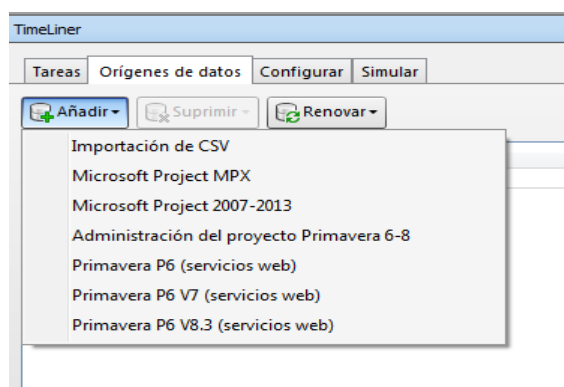 TimeLiner
Tareas Orígenes de datos Configurar Simular
Añadir Suprimir Renovar
Importación de CSV
Microsoft Project MPX
Microsoft Project 2007-2013
Administración del proyecto Primavera 6-8
Primavera P6 (servicios web)
Primavera P6 V7 (servicios web)
Primavera P6 V8.3 (servicios web)